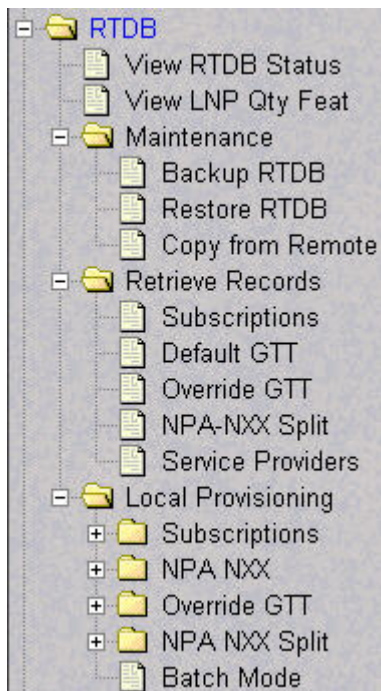 RTDB
View RTDB Status
View LNP Qty Feat
Maintenance
Backup RTDB
Restore RTDB
Copy from Remote
Retrieve Records
Subscriptions
Default GTT
Override GTT
NPA-NXX Split
Service Providers
Local Provisioning
Subscriptions
NPA NXX
Override GTT
NPA NXX Split
Batch Mode